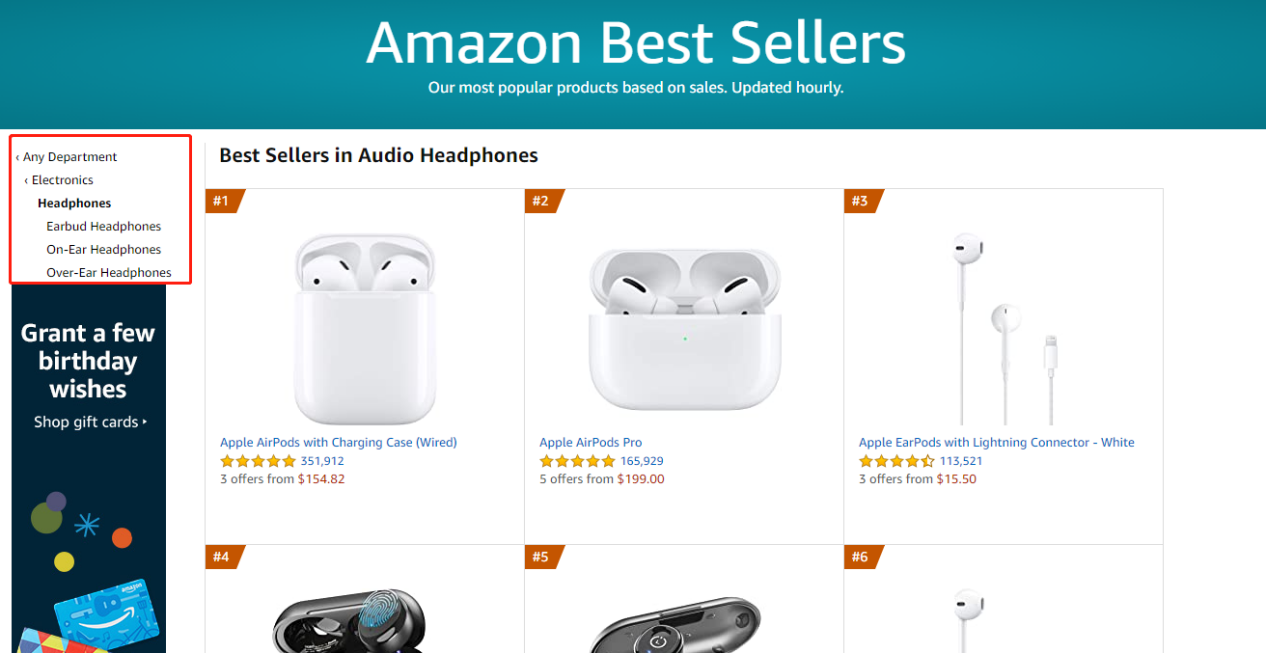 Amazon Best Sellers
Our most popular products based on sales. Updated hourly.
‹ Any Department
‹ Electronics
Headphones
Earbud Headphones
On-Ear Headphones
Over-Ear Headphones
Grant a few
birthday
wishes
Shop gift cards ▸
amazon
Best Sellers in Audio Headphones
#1
Apple AirPods with Charging Case (Wired)
351,912
3 offers from $154.82
#2
Apple AirPods Pro
165,929
5 offers from $199.00
#3
Apple EarPods with Lightning Connector - White
113,521
3 offers from $15.50
#4
#5
#6